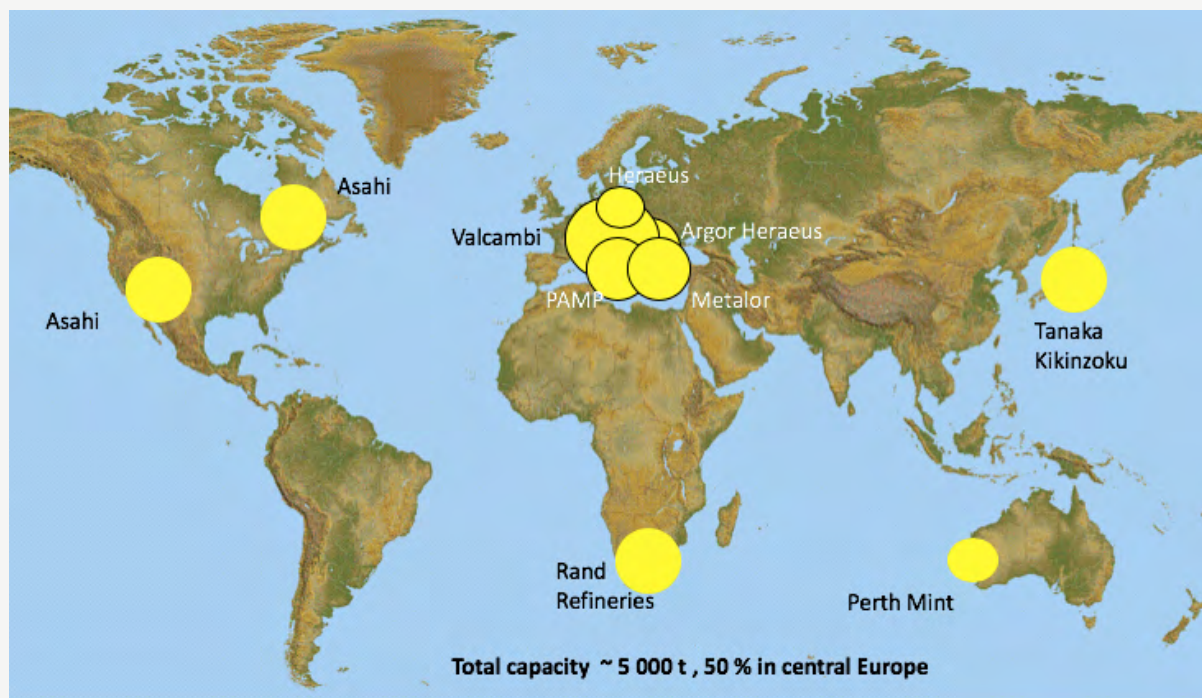 Heraeus
Asahi
Valcambi
Argor Heraeus
Asahi
PAMP
Metalor
Tanaka
Kikinzoku
Rand
Refineries
Perth Mint
Total capacity ~ 5 000 t , 50 % in central Europe